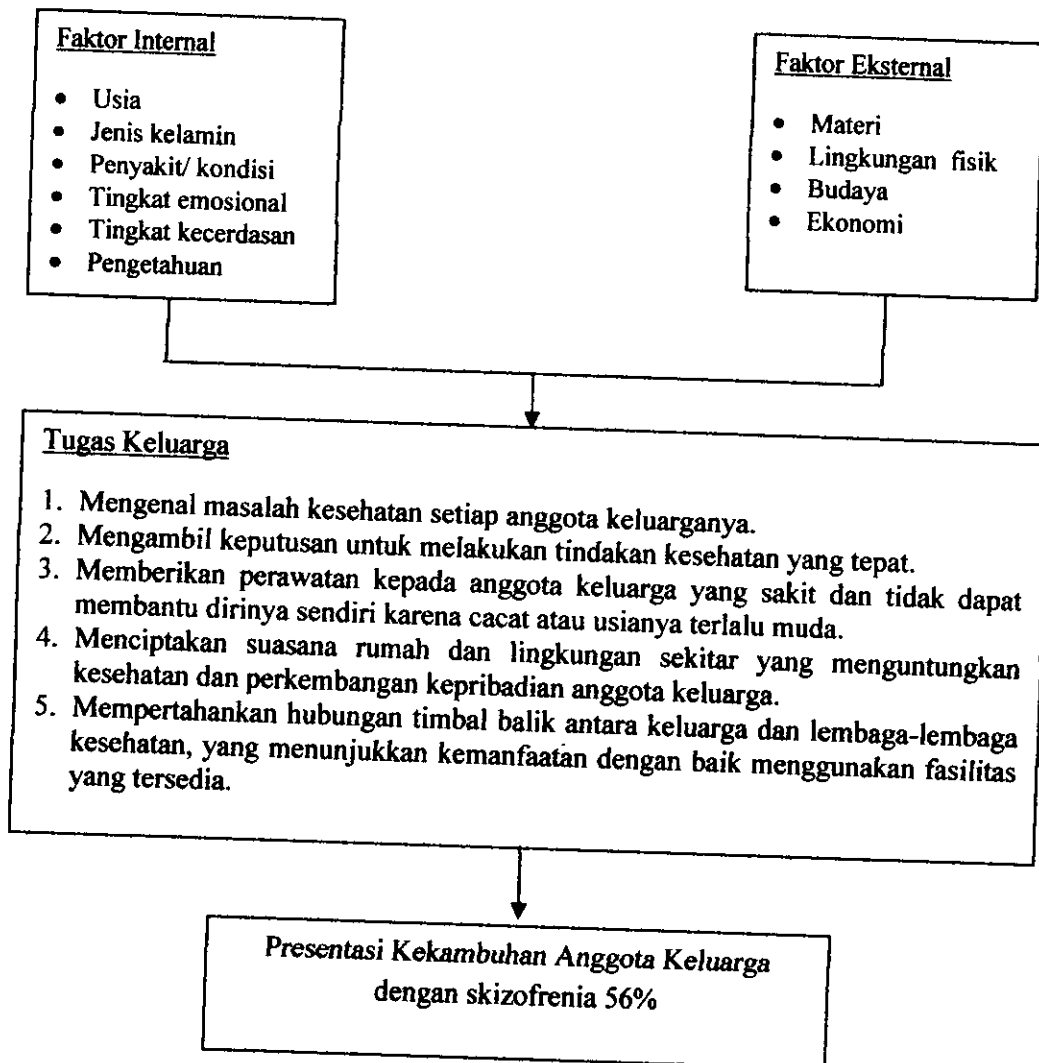 Faktor Internal
• Usia
• Jenis kelamin
• Penyakit/ kondisi
• Tingkat emosional
• Tingkat kecerdasan
• Pengetahuan
Faktor Eksternal
• Materi
• Lingkungan fisik
• Budaya
• Ekonomi
Tugas Keluarga
1. Mengenal masalah kesehatan setiap anggota keluarganya.
2. Mengambil keputusan untuk melakukan tindakan kesehatan yang tepat.
3. Memberikan perawatan kepada anggota keluarga yang sakit dan tidak dapat
membantu dirinya sendiri karena cacat atau usianya terlalu muda.
4. Menciptakan suasana rumah dan lingkungan sekitar yang menguntungkan
kesehatan dan perkembangan kepribadian anggota keluarga.
5. Mempertahankan hubungan timbal balik antara keluarga dan lembaga-lembaga
kesehatan, yang menunjukkan kemanfaatan dengan baik menggunakan fasilitas
yang tersedia.
Presentasi Kekambuhan Anggota Keluarga
dengan skizofrenia 56%